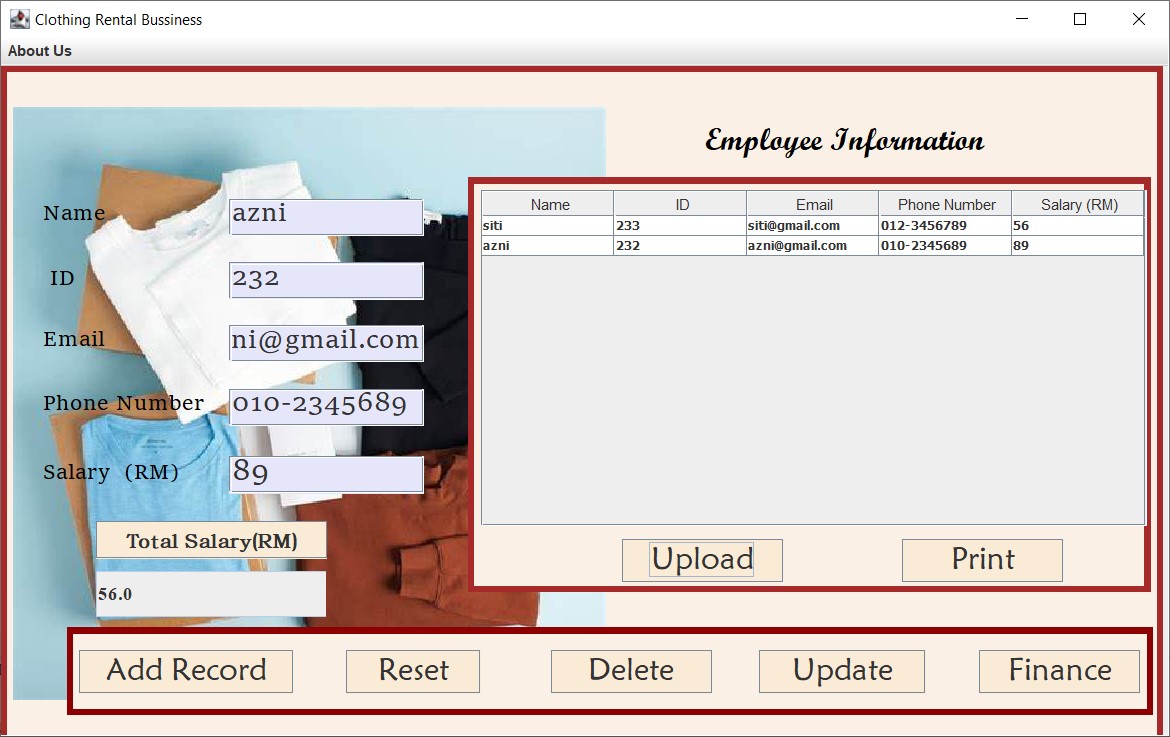 Clothing Rental Bussiness
About Us
Employee Information
Name azni
ID 232
Email ni@gmail.com
Phone Number 010-2345689
Salary (RM) 89
Total Salary(RM)
56.0
Name ID Email Phone Number Salary (RM)
siti 233 siti@gmail.com 012-3456789 56
azni 232 azni@gmail.com 010-2345689 89
Upload Print
Add Record Reset Delete Update Finance